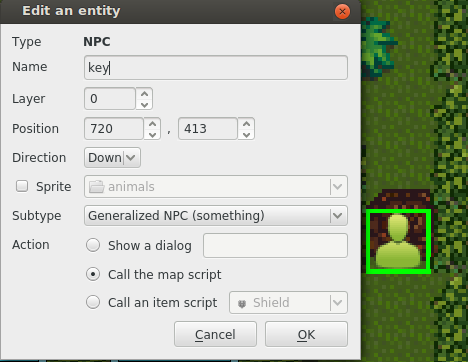 Edit an entity
Type NPC
Name key
Layer 0
Position 720 , 413
Direction Down
Sprite animals
Subtype Generalized NPC (something)
Action Show a dialog
Call the map script
Call an item script Shield
Cancel OK